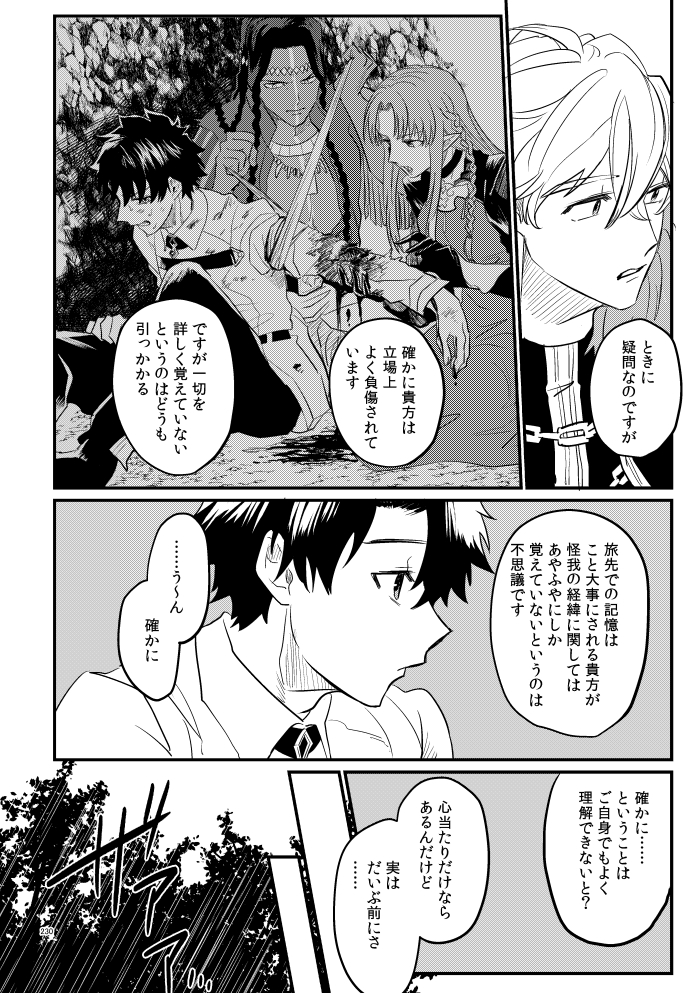 ときに
疑問なのですが
確かに貴方は
立場上
よく負傷されて
います
ですが一切を
詳しく覚えていない
というのはどうも
引っかかる
旅先での記憶は
こと大事にされる貴方が
怪我の経緯に関しては
あやふやにしか
覚えていないというのは
不思議です
……う〜ん
確かに
確かに……
ということは
ご自身でもよく
理解できないと?
心当たりだけなら
あるんだけど
実は
だいぶ前にさ
……
ザアアア…
230